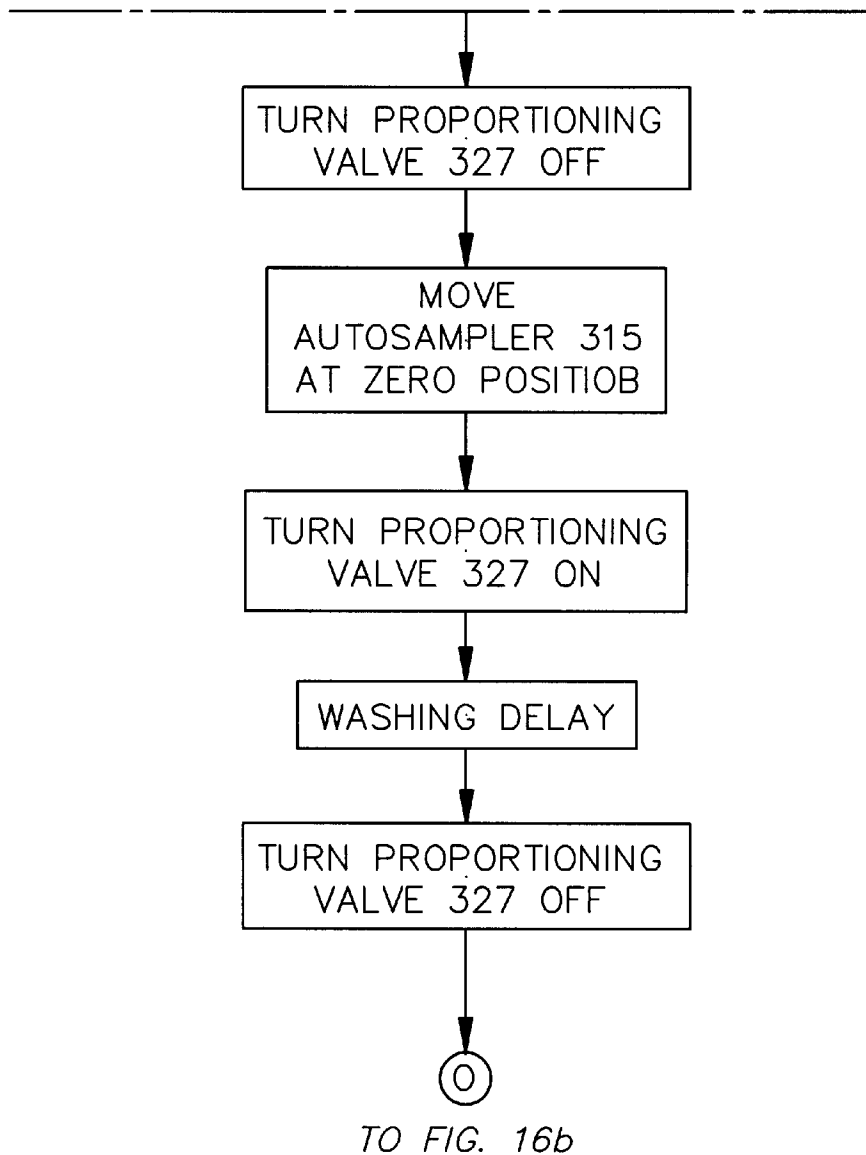 TURN PROPORTIONING
VALVE 327 OFF
MOVE
AUTOSAMPLER 315
AT ZERO POSITIOB
TURN PROPORTIONING
VALVE 327 ON
WASHING DELAY
TURN PROPORTIONING
VALVE 327 OFF
O
TO FIG. 16b